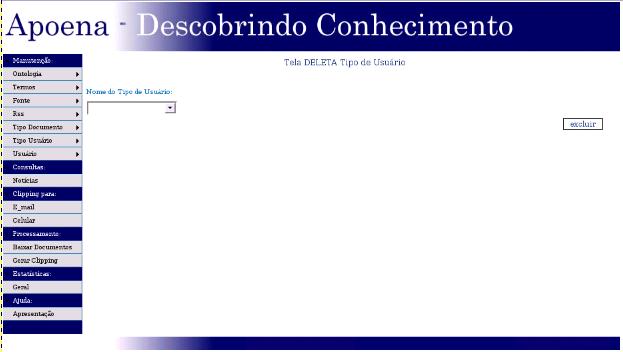 Apoena - Descobrindo Conhecimento
Manutenção:
Ontologia
Termos
Fonte
Rss
Tipo Documento
Tipo Usuário
Usuário
Consultas:
Notícias
Clipping para:
E_mail
Celular
Processamento:
Baixar Documentos
Gerar Clipping
Estatísticas:
Geral
Ajuda:
Apresentação
Tela DELETA Tipo de Usuário
Nome do Tipo de Usuário:
excluir